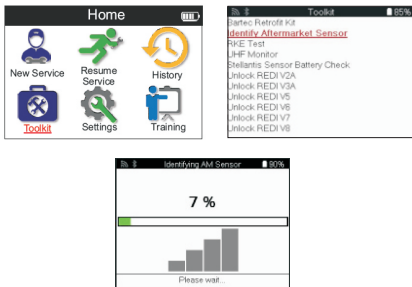 Home
New Service
Resume
Service
History
Toolkit
Settings
Training
Toolkit
85%
Bartec Retrofit Kit
Identify Aftermarket Sensor
RKE Test
UHF Monitor
Stellantis Sensor Battery Check
Unlock REDI V2A
Unlock REDI V3A
Unlock REDI V5
Unlock REDI V6
Unlock REDI V7
Unlock REDI V8
Identifying AM Sensor
90%
7 %
Please wait...